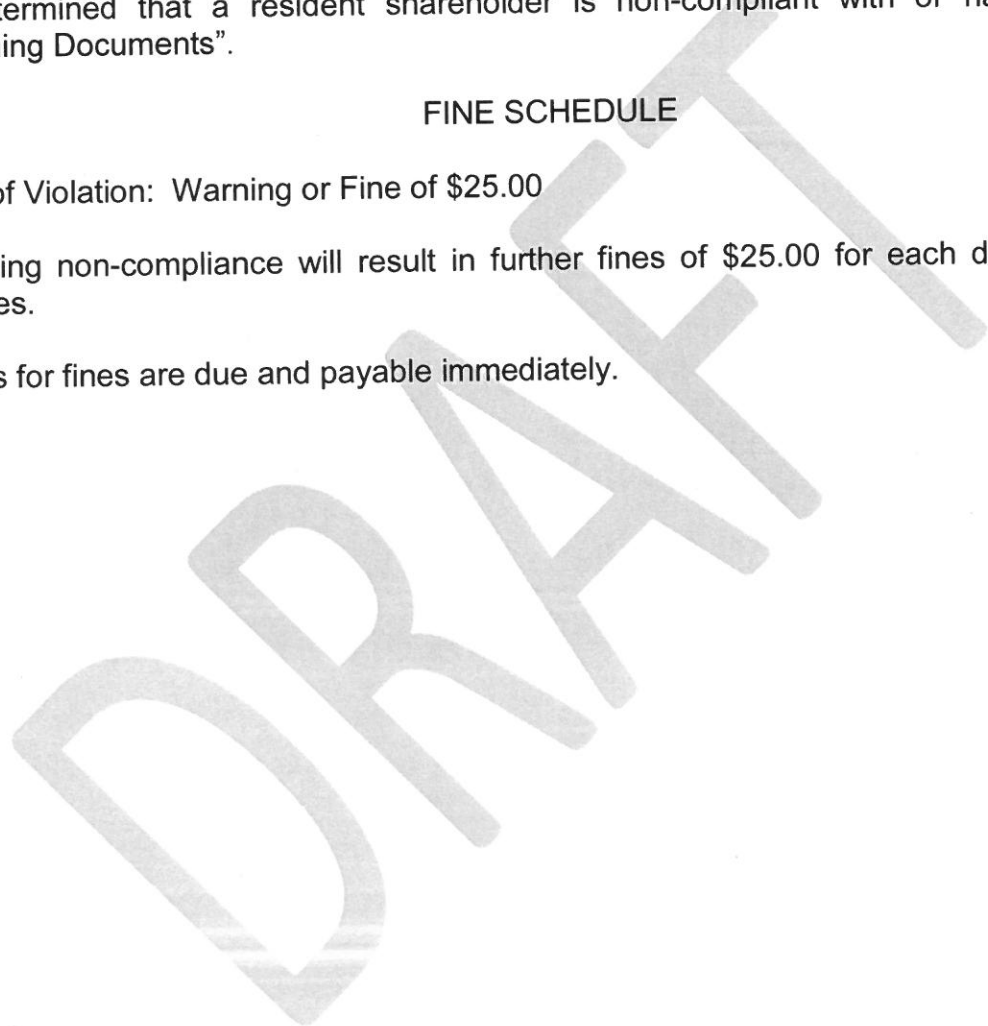 termined that a resident shareholder is non-compliant with or
ing Documents".
FINE SCHEDULE
of Violation: Warning or Fine of $25.00
ing non-compliance will result in further fines of $25.00 for each
es.
s for fines are due and payable immediately.
DRAFT